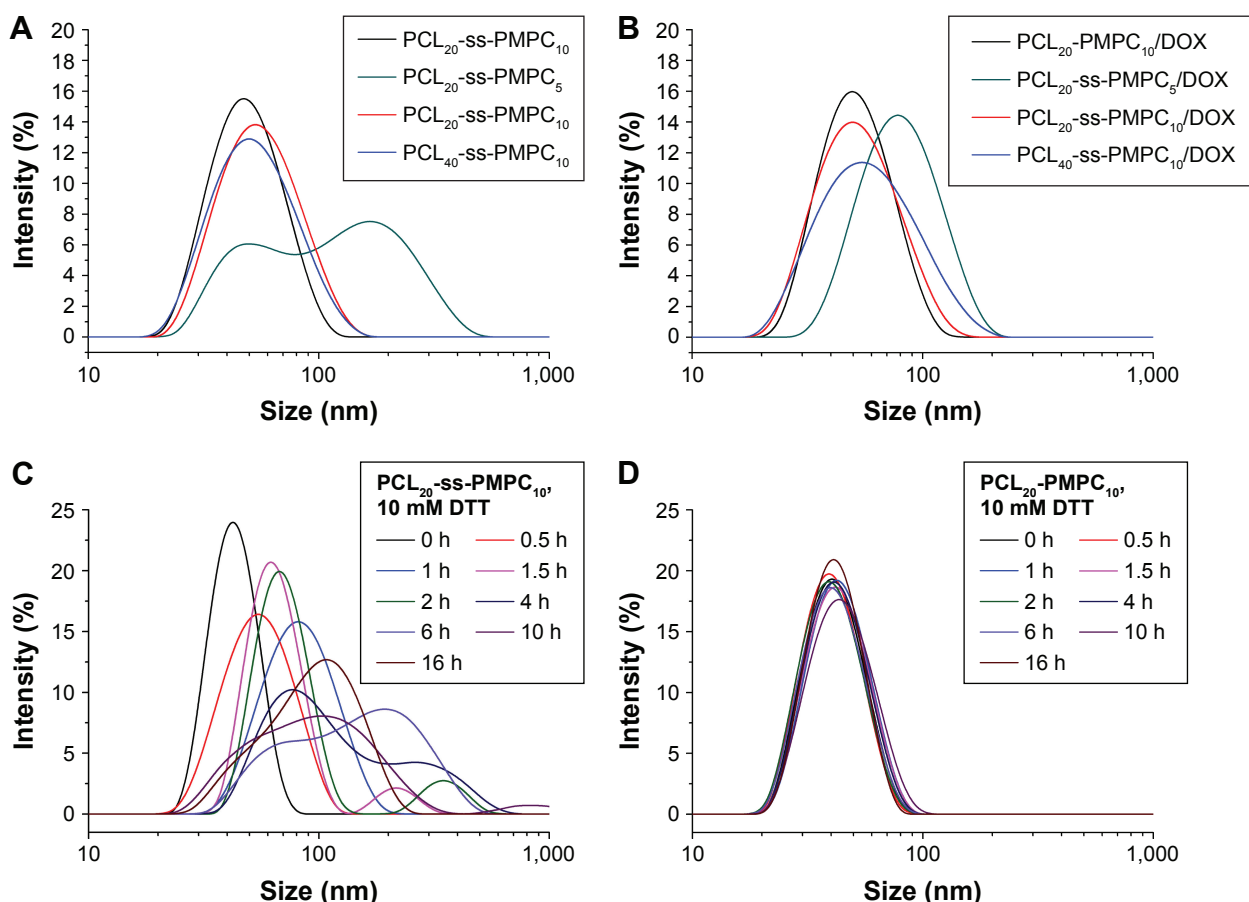 A
20
18
16
14
12
10
8
6
4
2
0
Intensity (%)
10
100
1,000
Size (nm)
PCL₂₀-ss-PMPC₁₀
PCL₂₀-ss-PMPC₅
PCL₂₀-ss-PMPC₁₀
PCL₄₀-ss-PMPC₁₀
B
20
18
16
14
12
10
8
6
4
2
0
Intensity (%)
10
100
1,000
Size (nm)
PCL₂₀-PMPC₁₀/DOX
PCL₂₀-ss-PMPC₅/DOX
PCL₂₀-ss-PMPC₁₀/DOX
PCL₄₀-ss-PMPC₁₀/DOX
C
25
20
15
10
5
0
Intensity (%)
10
100
1,000
Size (nm)
PCL₂₀-ss-PMPC₁₀,
10 mM DTT
0 h 0.5 h
1 h 1.5 h
2 h 4 h
6 h 10 h
16 h
D
25
20
15
10
5
0
Intensity (%)
10
100
1,000
Size (nm)
PCL₂₀-PMPC₁₀,
10 mM DTT
0 h 0.5 h
1 h 1.5 h
2 h 4 h
6 h 10 h
16 h